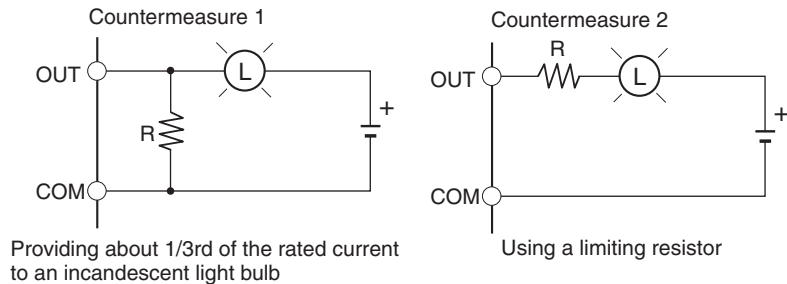 Countermeasure 1
OUT
L
R
+
COM
Providing about 1/3rd of the rated current
to an incandescent light bulb
Countermeasure 2
R
OUT
L
+
COM
Using a limiting resistor